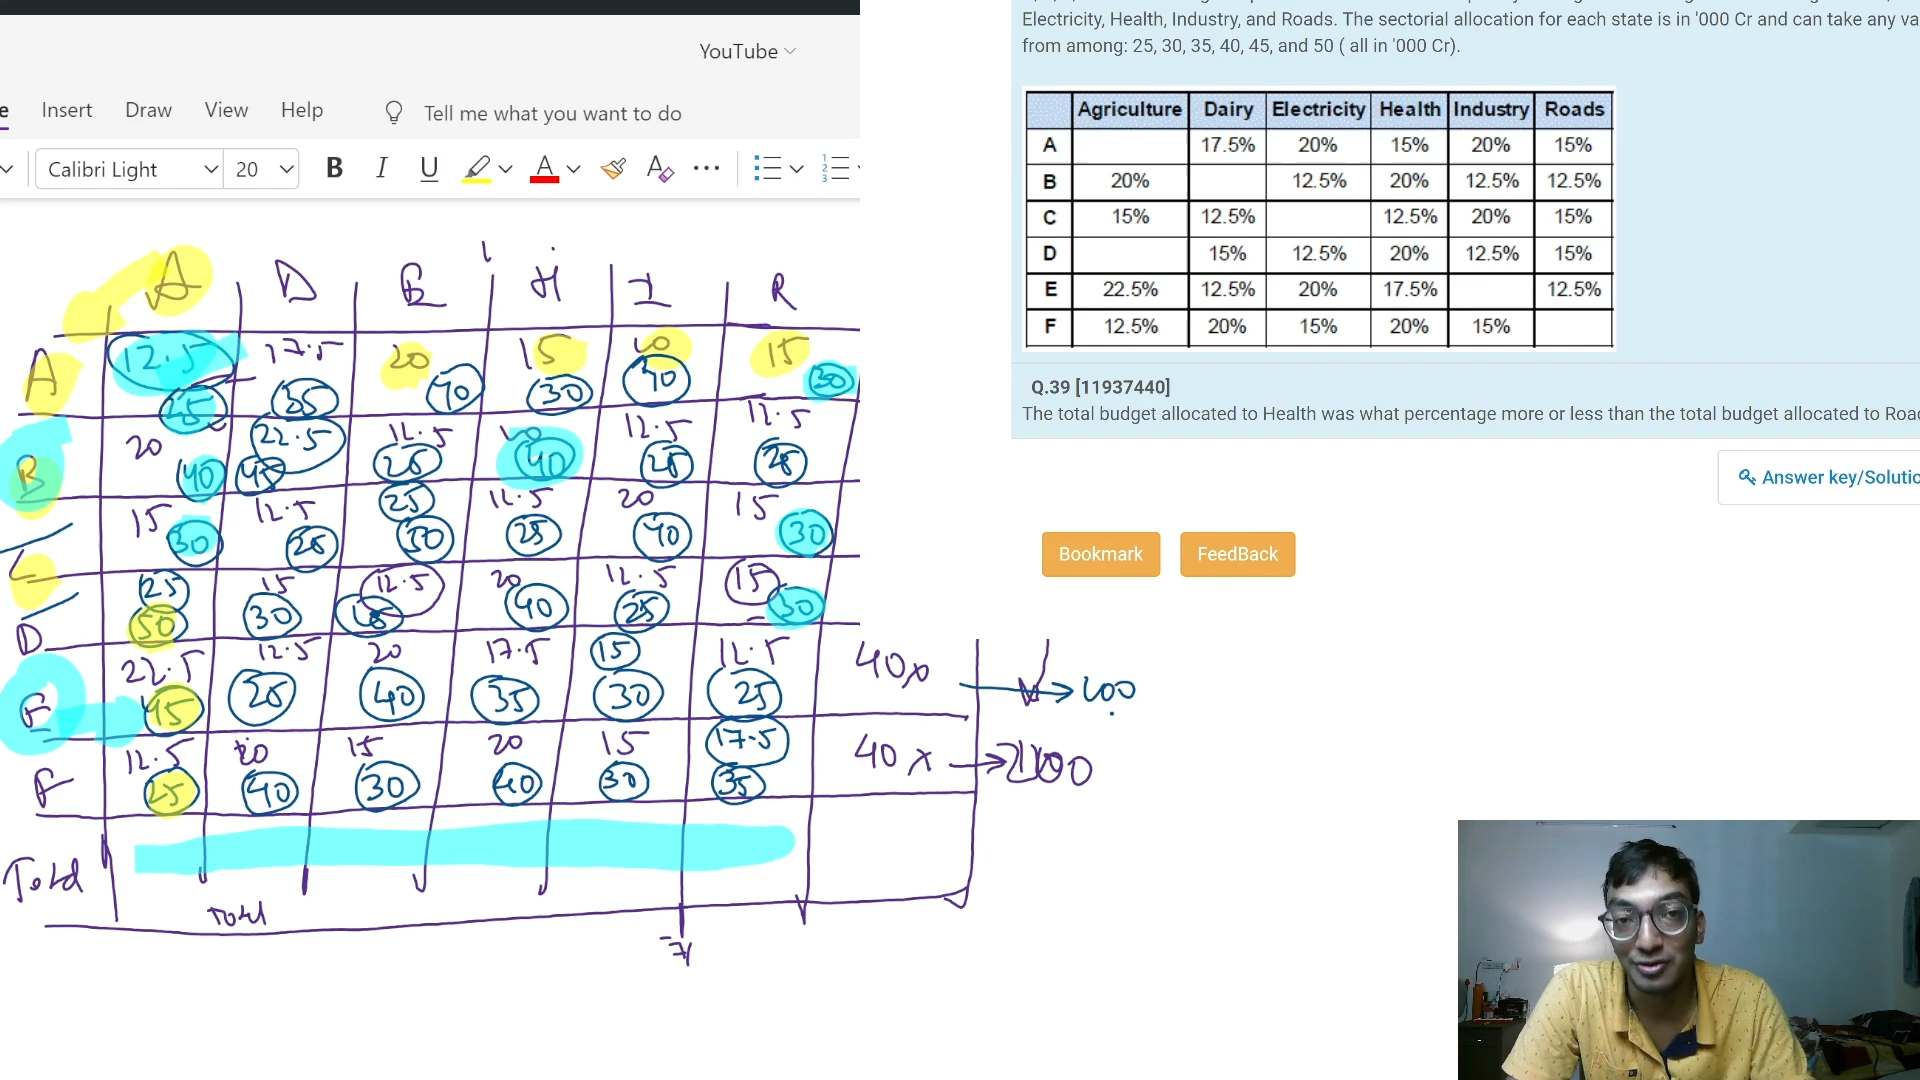 YouTube
Insert Draw View Help Tell me what you want to do
Calibri Light 20 B I U A A ...
A D E H I R
A 12.5 17.5 20 15 20 15
25 35 40 30 40 30
B 20 22.5 12.5 20 12.5 12.5
40 45 25 40 25 25
C 15 12.5 25 12.5 20 15
30 25 50 25 40 30
D 25 15 12.5 20 12.5 15
50 30 40 25 30
E 22.5 12.5 20 17.5 15 12.5 40x
45 25 40 35 30 25 200
F 12.5 20 15 20 15 17.5 40x
25 40 30 40 30 35
Total
Total
Electricity, Health, Industry, and Roads. The sectorial allocation for each state is in '000 Cr and can take any va
from among: 25, 30, 35, 40, 45, and 50 ( all in '000 Cr).
Agriculture Dairy Electricity Health Industry Roads
A 17.5% 20% 15% 20% 15%
B 20% 12.5% 20% 12.5% 12.5%
C 15% 12.5% 12.5% 20% 15%
D 15% 12.5% 20% 12.5% 15%
E 22.5% 12.5% 20% 17.5% 12.5%
F 12.5% 20% 15% 20% 15%
Q.39 [11937440]
The total budget allocated to Health was what percentage more or less than the total budget allocated to Roa
Answer key/Solutio
Bookmark FeedBack